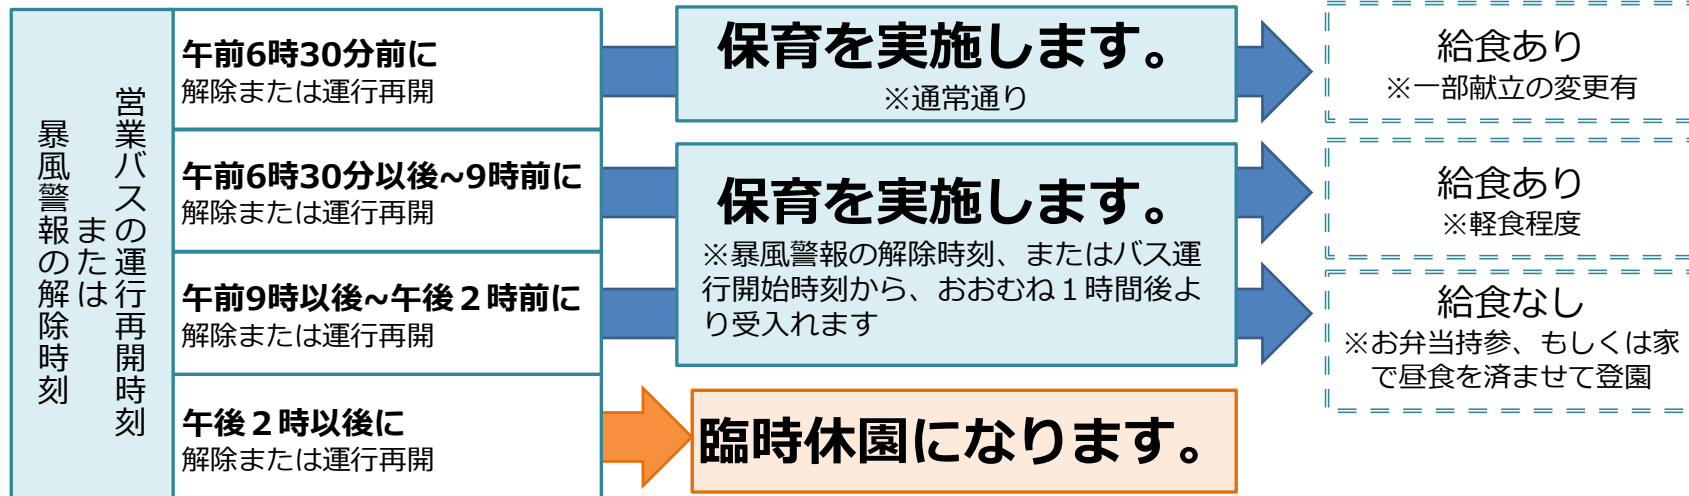 営業バスの運行再開時刻
または
暴風警報の解除時刻
午前6時30分前に
解除または運行再開
保育を実施します。
※通常通り
給食あり
※一部献立の変更有
午前6時30分以後~9時前に
解除または運行再開
保育を実施します。
※暴風警報の解除時刻、またはバス運
行開始時刻から、おおむね１時間後よ
り受入れます
給食あり
※軽食程度
午前9時以後~午後２時前に
解除または運行再開
給食なし
※お弁当持参、もしくは家
で昼食を済ませて登園
午後２時以後に
解除または運行再開
臨時休園になります。